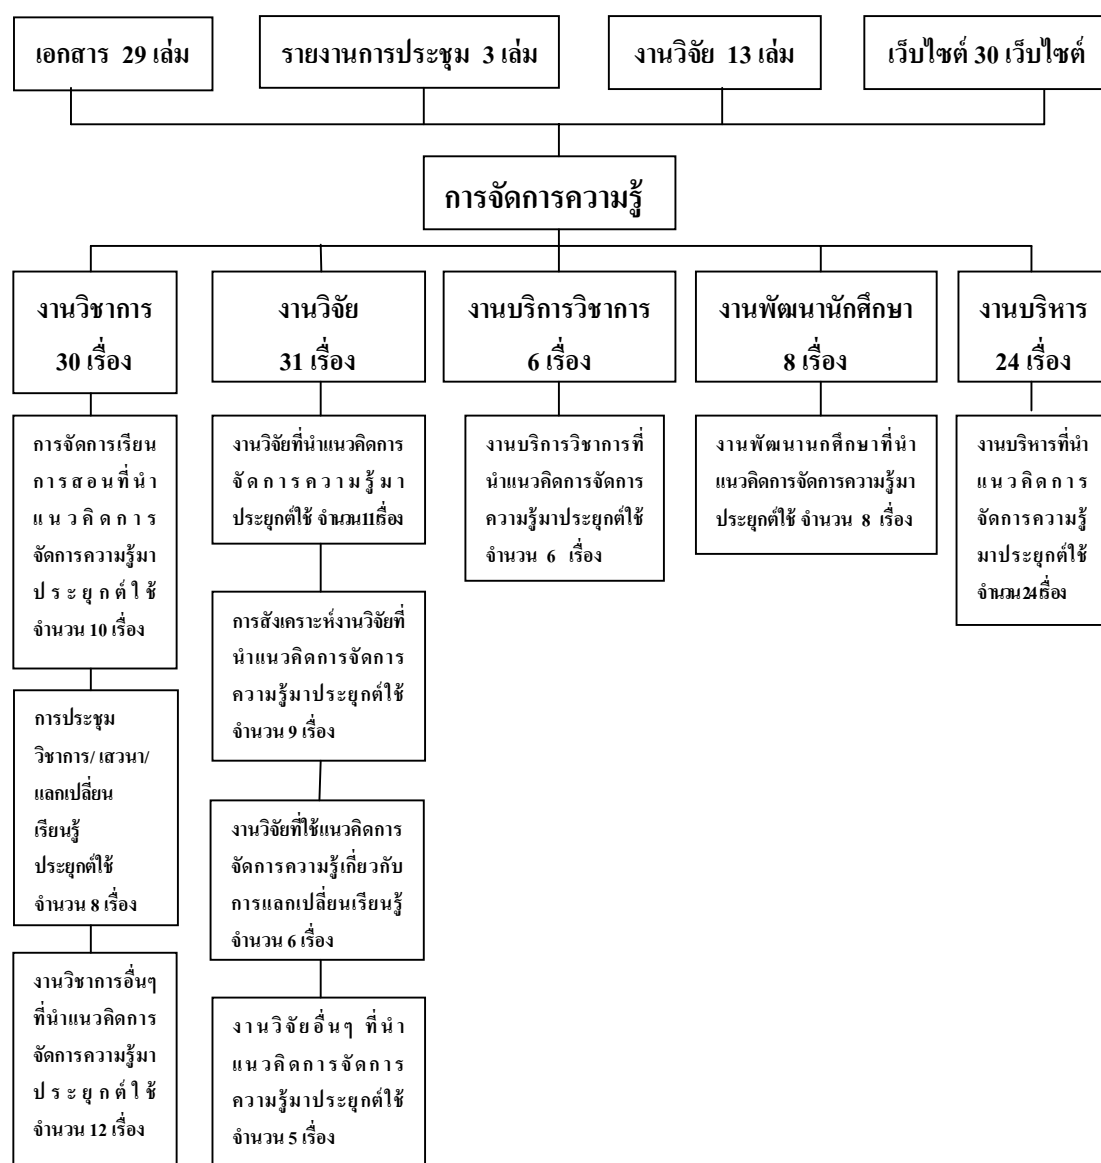 เอกสาร 29 เล่ม
รายงานการประชุม 3 เล่ม
งานวิจัย 13 เล่ม
เว็บไซต์ 30 เว็บไซต์
การจัดการความรู้
งานวิชาการ
30 เรื่อง
งานวิจัย
31 เรื่อง
งานบริการวิชาการ
6 เรื่อง
งานพัฒนานักศึกษา
8 เรื่อง
งานบริหาร
24 เรื่อง
การจัดการเรียน
การสอนที่นำ
แนวคิดการ
จัดการความรู้มา
ประยุกต์ใช้
จำนวน 10 เรื่อง
การประชุม
วิชาการ/ เสวนา/
แลกเปลี่ยน
เรียนรู้
ประยุกต์ใช้
จำนวน 8 เรื่อง
งานวิชาการอื่นๆ
ที่นำแนวคิดการ
จัดการความรู้มา
ประยุกต์ใช้
จำนวน 12 เรื่อง
งานวิจัยที่นำแนวคิดการ
จัดการความรู้มา
ประยุกต์ใช้ จำนวน11เรื่อง
การสังเคราะห์งานวิจัยที่
นำแนวคิดการจัดการ
ความรู้มาประยุกต์ใช้
จำนวน 9 เรื่อง
งานวิจัยที่ใช้แนวคิดการ
จัดการความรู้เกี่ยวกับ
การแลกเปลี่ยนเรียนรู้
จำนวน 6 เรื่อง
งานวิจัยอื่นๆ ที่นำ
แนวคิดการจัดการ
ความรู้มาประยุกต์ใช้
จำนวน 5 เรื่อง
งานบริการวิชาการที่
นำแนวคิดการจัดการ
ความรู้มาประยุกต์ใช้
จำนวน 6 เรื่อง
งานพัฒนานกศึกษาที่นำ
แนวคิดการจัดการความรู้มา
ประยุกต์ใช้ จำนวน 8 เรื่อง
งานบริหารที่นำ
แนวคิดการ
จัดการความรู้
มาประยุกต์ใช้
จำนวน24เรื่อง